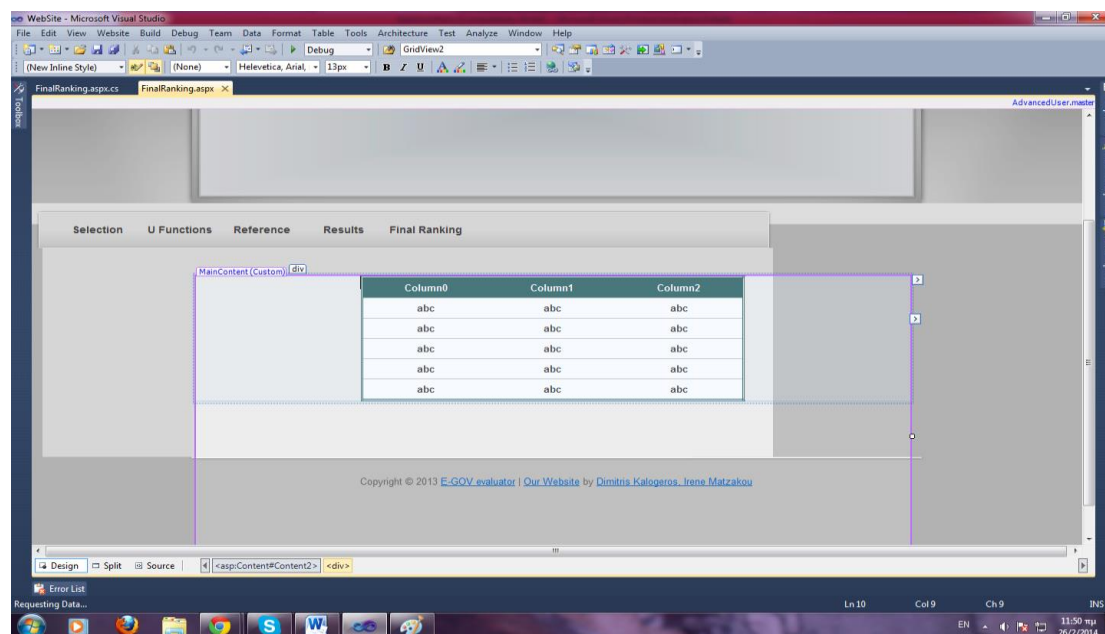 WebSite - Microsoft Visual Studio
File Edit View Website Build Debug Team Data Format Table Tools Architecture Test Analyze Window Help
Debug GridView2
(New Inline Style) (None) Helevetica, Arial, 13px B I U A
FinalRanking.aspx.cs FinalRanking.aspx
Toolbox
AdvancedUser.master
Selection U Functions Reference Results Final Ranking
MainContent (Custom) div
Column0 Column1 Column2
abc abc abc
abc abc abc
abc abc abc
abc abc abc
abc abc abc
Copyright © 2013 E-GOV evaluator | Our Website by Dimitris Kalogeros, Irene Matzakou
Design Split Source <asp:Content#Content2> <div>
Error List
Requesting Data... Ln 10 Col 9 Ch 9 INS
EN 11:50 πμ
26/2/2014